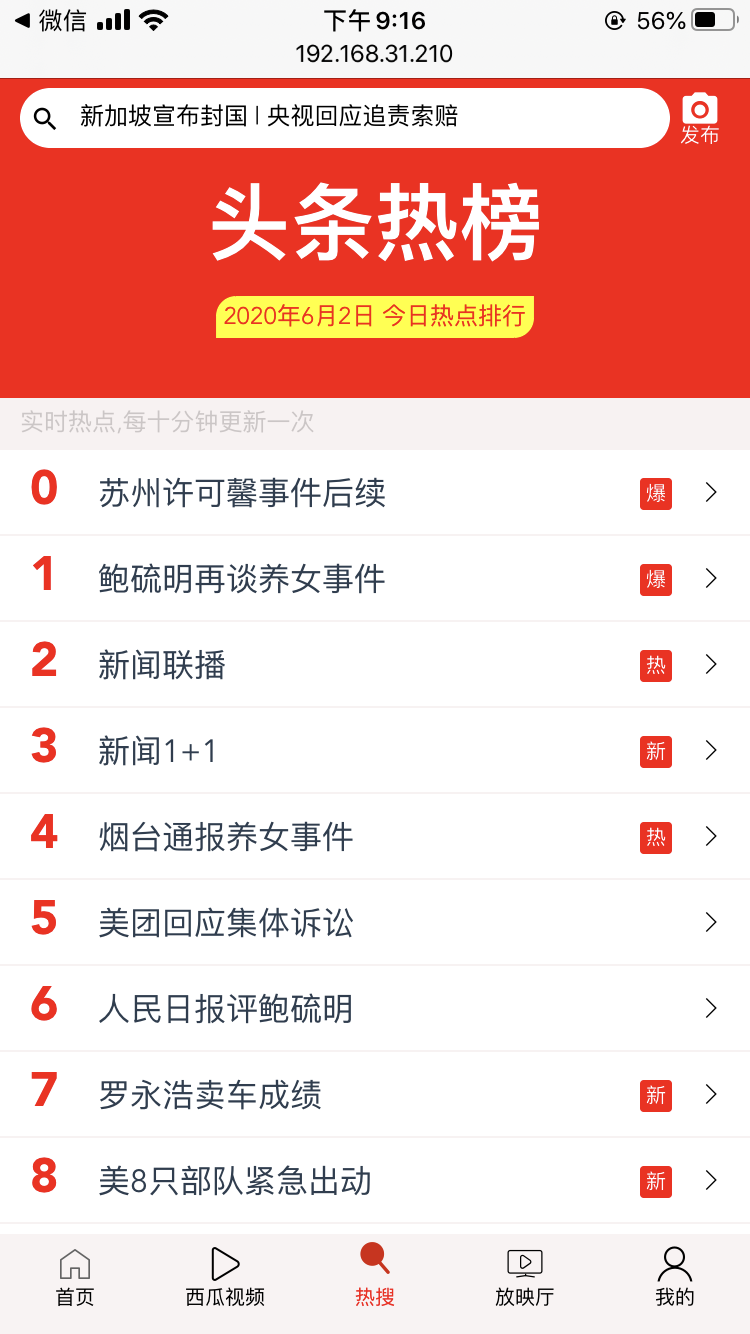 微信 下午 9:16 56%
192.168.31.210
新加坡宣布封国 | 央视回应追责索赔
发布
头条热榜
2020年6月2日 今日热点排行
实时热点,每十分钟更新一次
0 苏州许可馨事件后续 爆
1 鲍硫明再谈养女事件 爆
2 新闻联播 热
3 新闻1+1 新
4 烟台通报养女事件 热
5 美团回应集体诉讼
6 人民日报评鲍硫明
7 罗永浩卖车成绩 新
8 美8只部队紧急出动 新
首页 西瓜视频 热搜 放映厅 我的